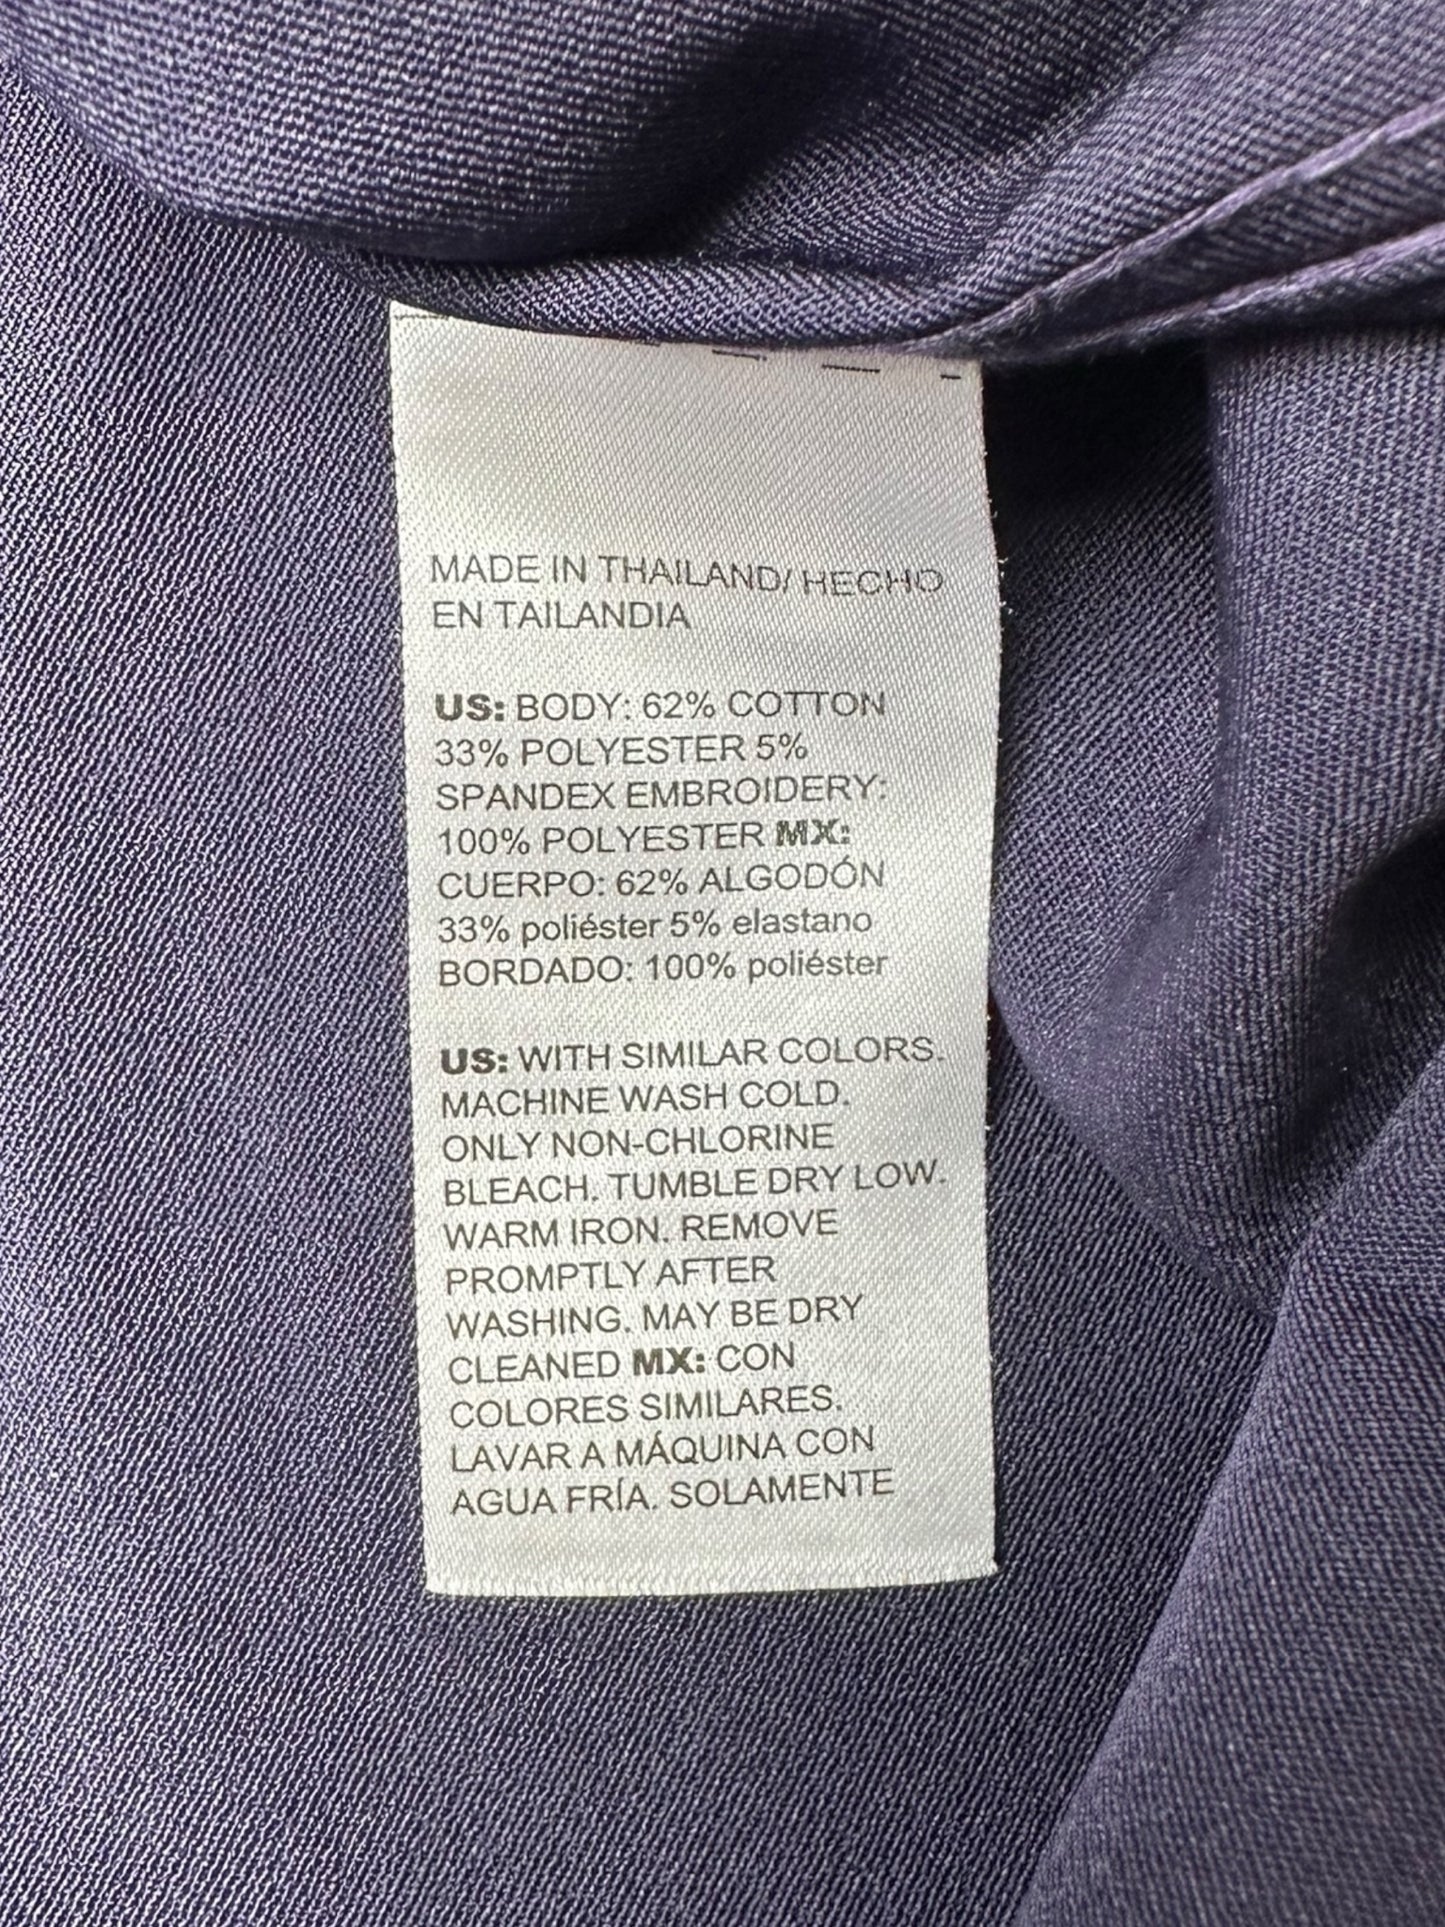 MADE IN THAILAND/ HECHO
EN TAILANDIA
US: BODY: 62% COTTON
33% POLYESTER 5%
SPANDEX EMBROIDERY:
100% POLYESTER MX:
CUERPO: 62% ALGODÓN
33% poliéster 5% elastano
BORDADO: 100% poliéster
US: WITH SIMILAR COLORS.
MACHINE WASH COLD.
ONLY NON-CHLORINE
BLEACH. TUMBLE DRY LOW.
WARM IRON. REMOVE
PROMPTLY AFTER
WASHING. MAY BE DRY
CLEANED MX: CON
COLORES SIMILARES.
LAVAR A MÁQUINA CON
AGUA FRÍA. SOLAMENTE